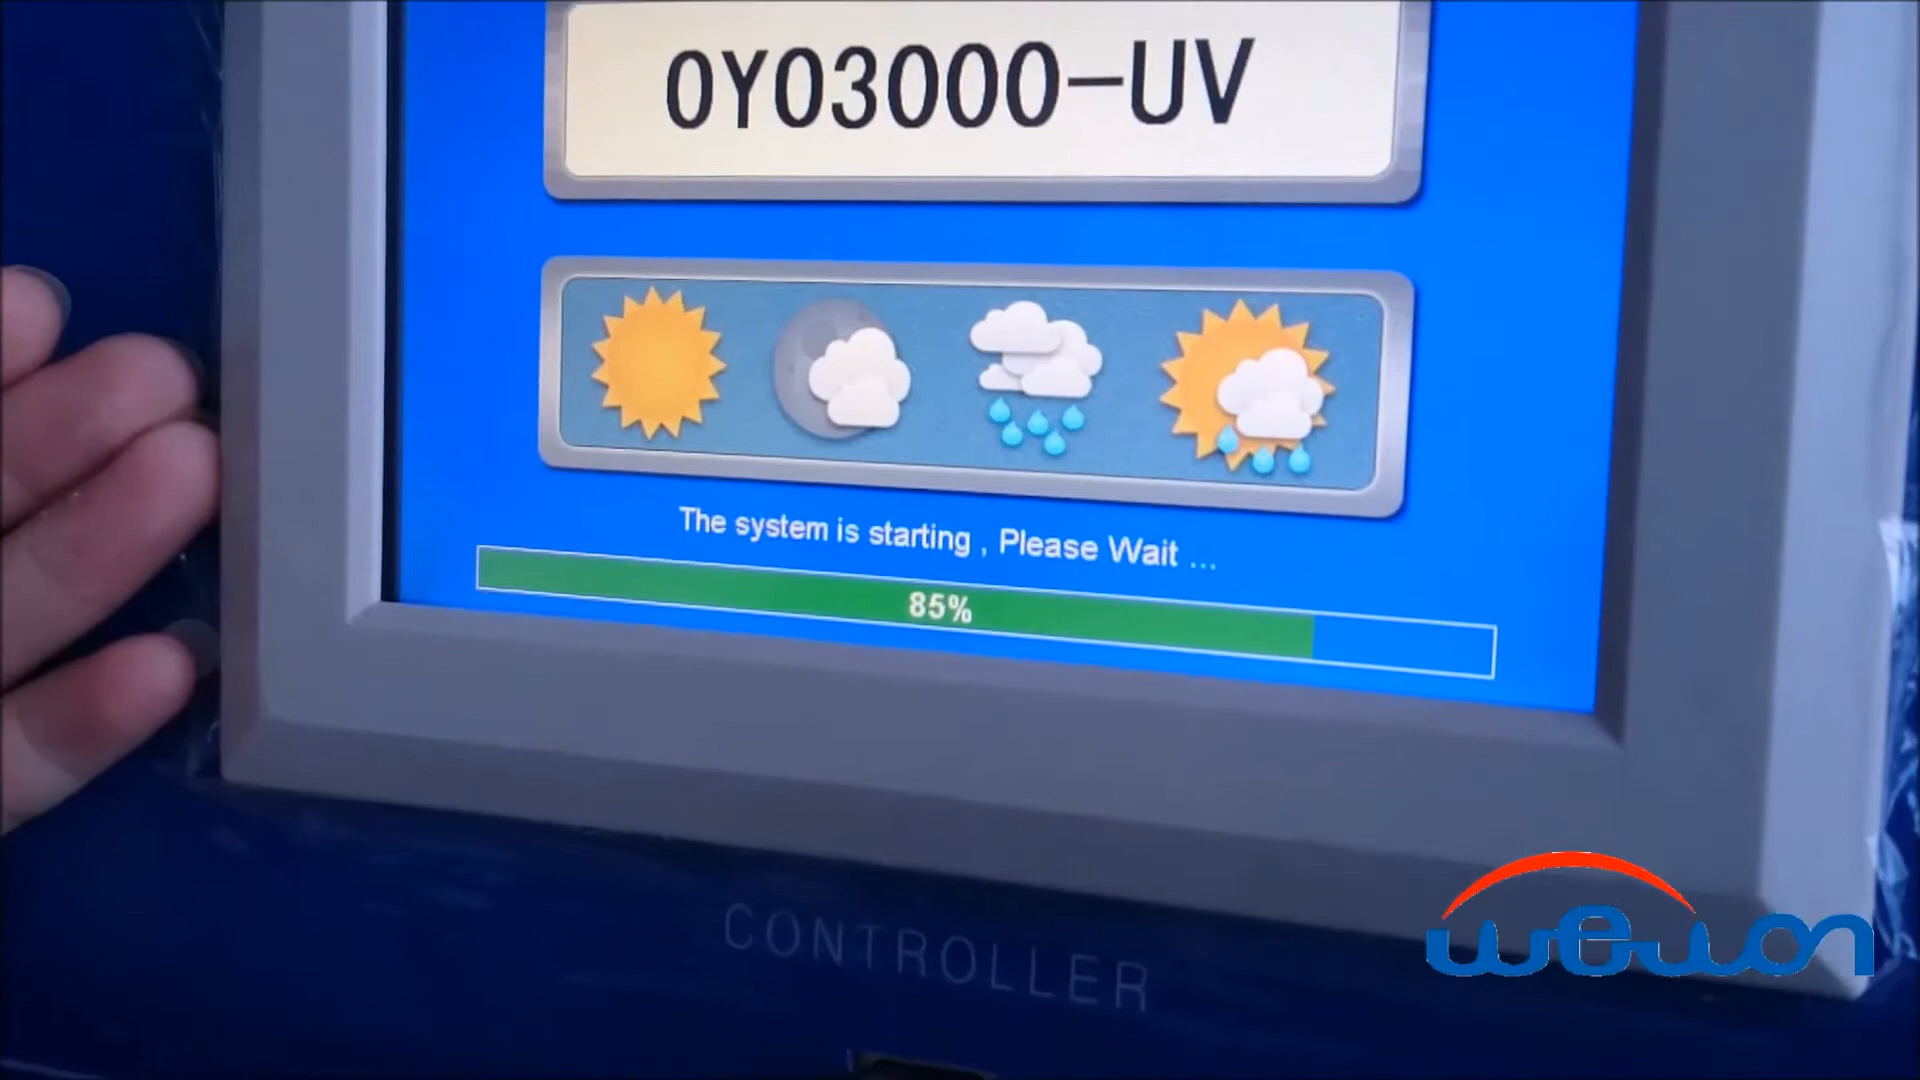 OYO3000-UV
The system is starting , Please Wait ...
85%
CONTROLLER
wewon